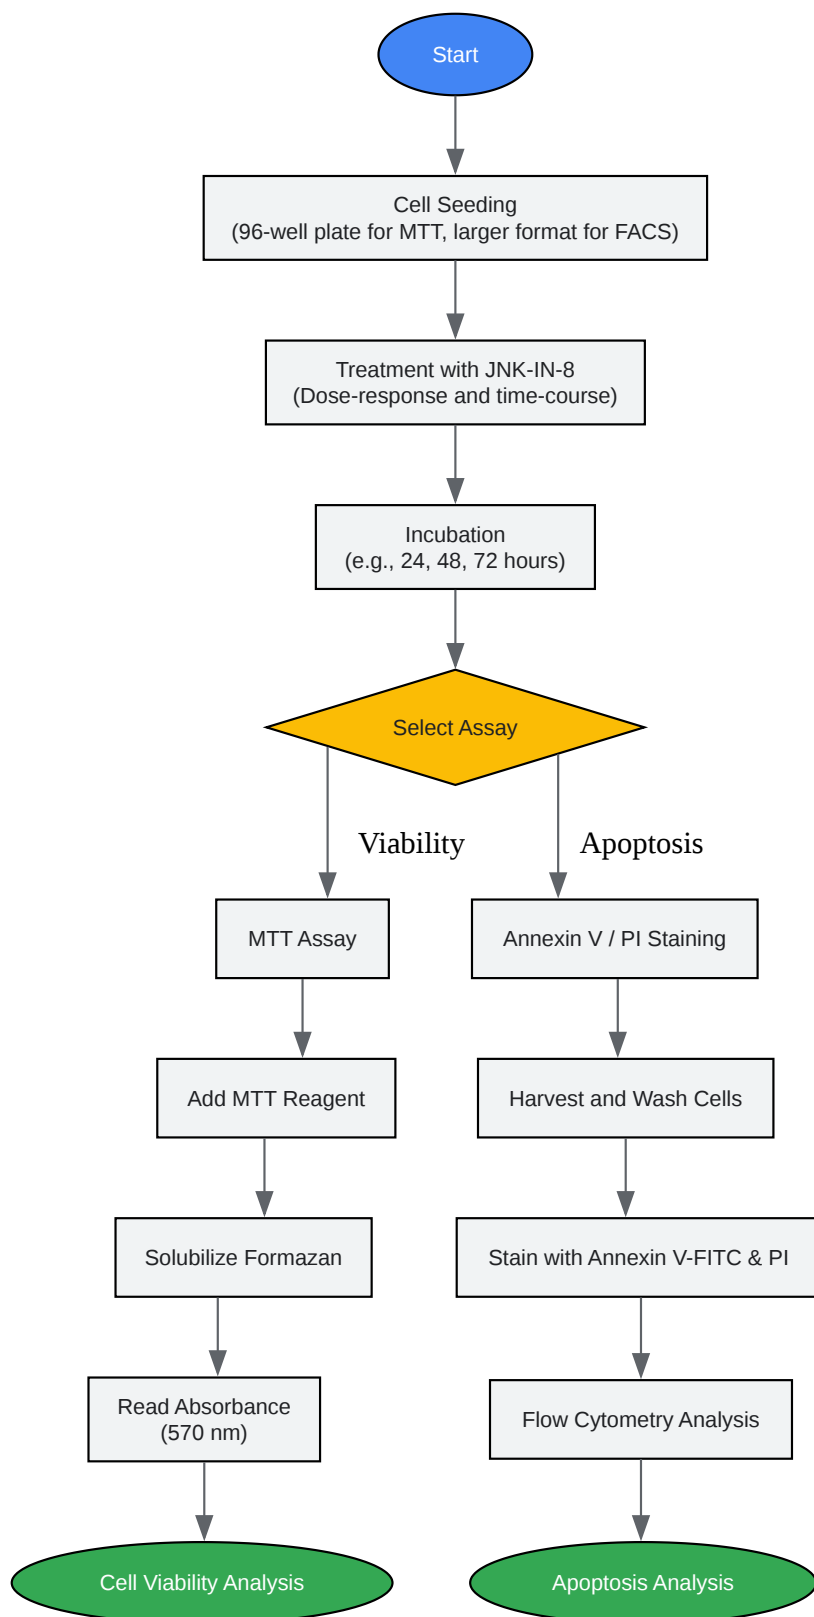 Start
Cell Seeding
(96-well plate for MTT, larger format for FACS)
Treatment with JNK-IN-8
(Dose-response and time-course)
Incubation
(e.g., 24, 48, 72 hours)
Select Assay
Viability
Apoptosis
MTT Assay
Annexin V / PI Staining
Add MTT Reagent
Harvest and Wash Cells
Solubilize Formazan
Stain with Annexin V-FITC & PI
Read Absorbance
(570 nm)
Flow Cytometry Analysis
Cell Viability Analysis
Apoptosis Analysis